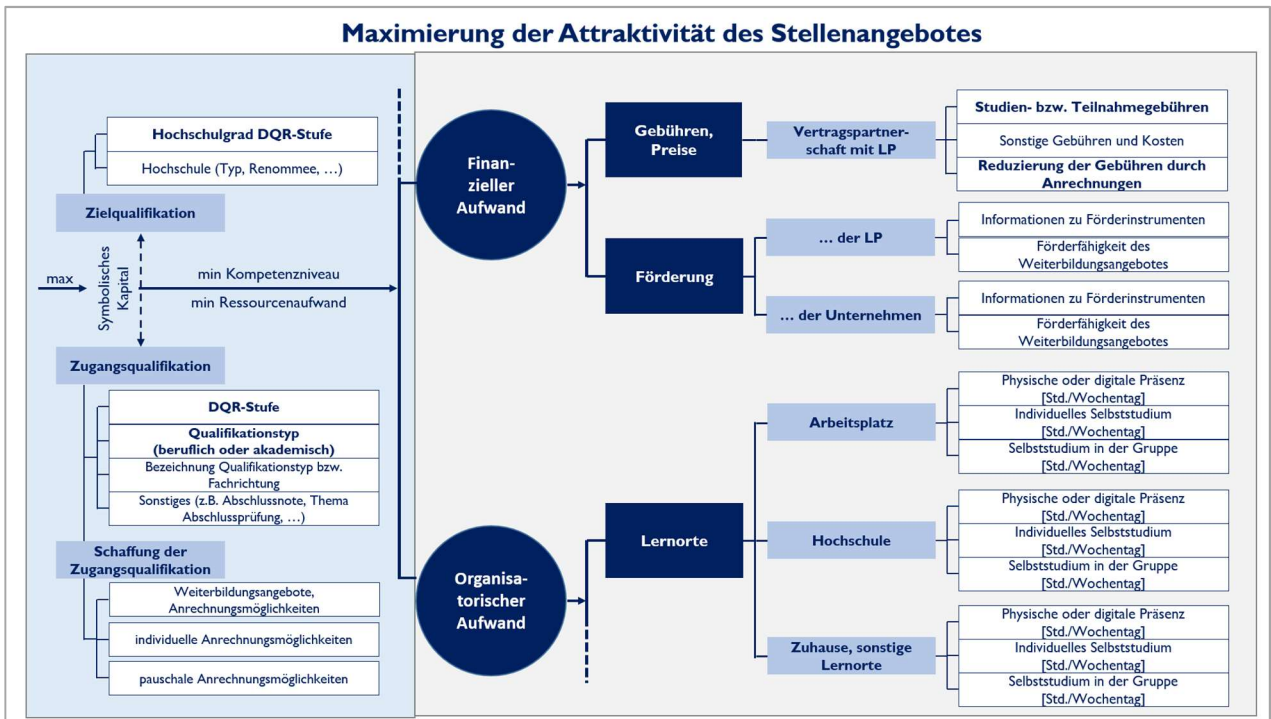 Maximierung der Attraktivität des Stellenangebotes
Hochschulgrad DQR-Stufe
Hochschule (Typ, Renommee, …)
Zielqualifikation
max
Symbolisches
Kapital
min Kompetenzniveau
min Ressourcenaufwand
Zugangsqualifikation
DQR-Stufe
Qualifikationstyp
(beruflich oder akademisch)
Bezeichnung Qualifikationstyp bzw.
Fachrichtung
Sonstiges (z.B. Abschlussnote, Thema
Abschlussprüfung, …)
Schaffung der
Zugangsqualifikation
Weiterbildungsangebote,
Anrechnungsmöglichkeiten
individuelle Anrechnungsmöglichkeiten
pauschale Anrechnungsmöglichkeiten
Finan-
zieller
Aufwand
Gebühren,
Preise
Vertragspartner-
schaft mit LP
Studien- bzw. Teilnahmegebühren
Sonstige Gebühren und Kosten
Reduzierung der Gebühren durch
Anrechnungen
Förderung
… der LP
Informationen zu Förderinstrumenten
Förderfähigkeit des
Weiterbildungsangebotes
… der Unternehmen
Informationen zu Förderinstrumenten
Förderfähigkeit des
Weiterbildungsangebotes
Organisa-
torischer
Aufwand
Lernorte
Arbeitsplatz
Physische oder digitale Präsenz
[Std./Wochentag]
Individuelles Selbststudium
[Std./Wochentag]
Selbststudium in der Gruppe
[Std./Wochentag]
Hochschule
Physische oder digitale Präsenz
[Std./Wochentag]
Individuelles Selbststudium
[Std./Wochentag]
Selbststudium in der Gruppe
[Std./Wochentag]
Zuhause, sonstige
Lernorte
Physische oder digitale Präsenz
[Std./Wochentag]
Individuelles Selbststudium
[Std./Wochentag]
Selbststudium in der Gruppe
[Std./Wochentag]